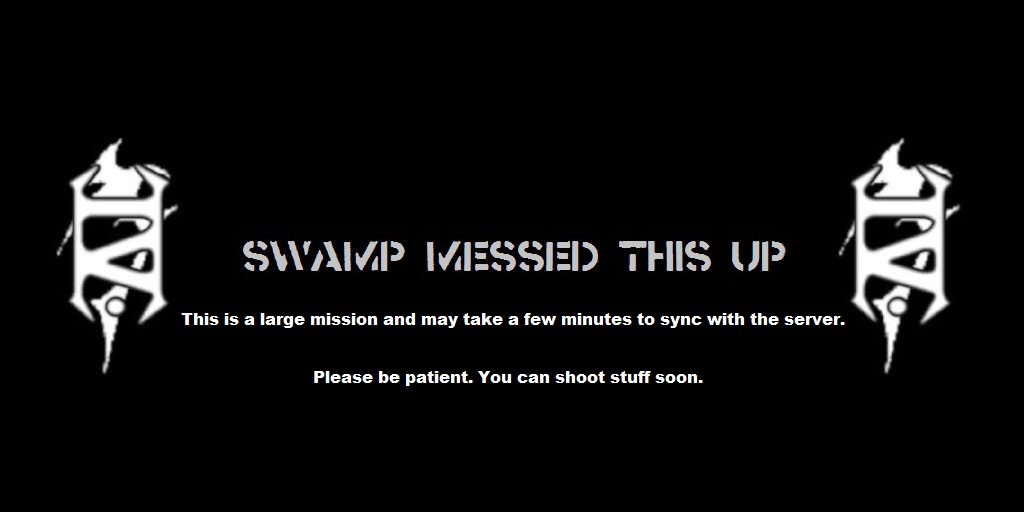 SWAMP MESSED THIS UP
This is a large mission and may take a few minutes to sync with the server.
Please be patient. You can shoot stuff soon.